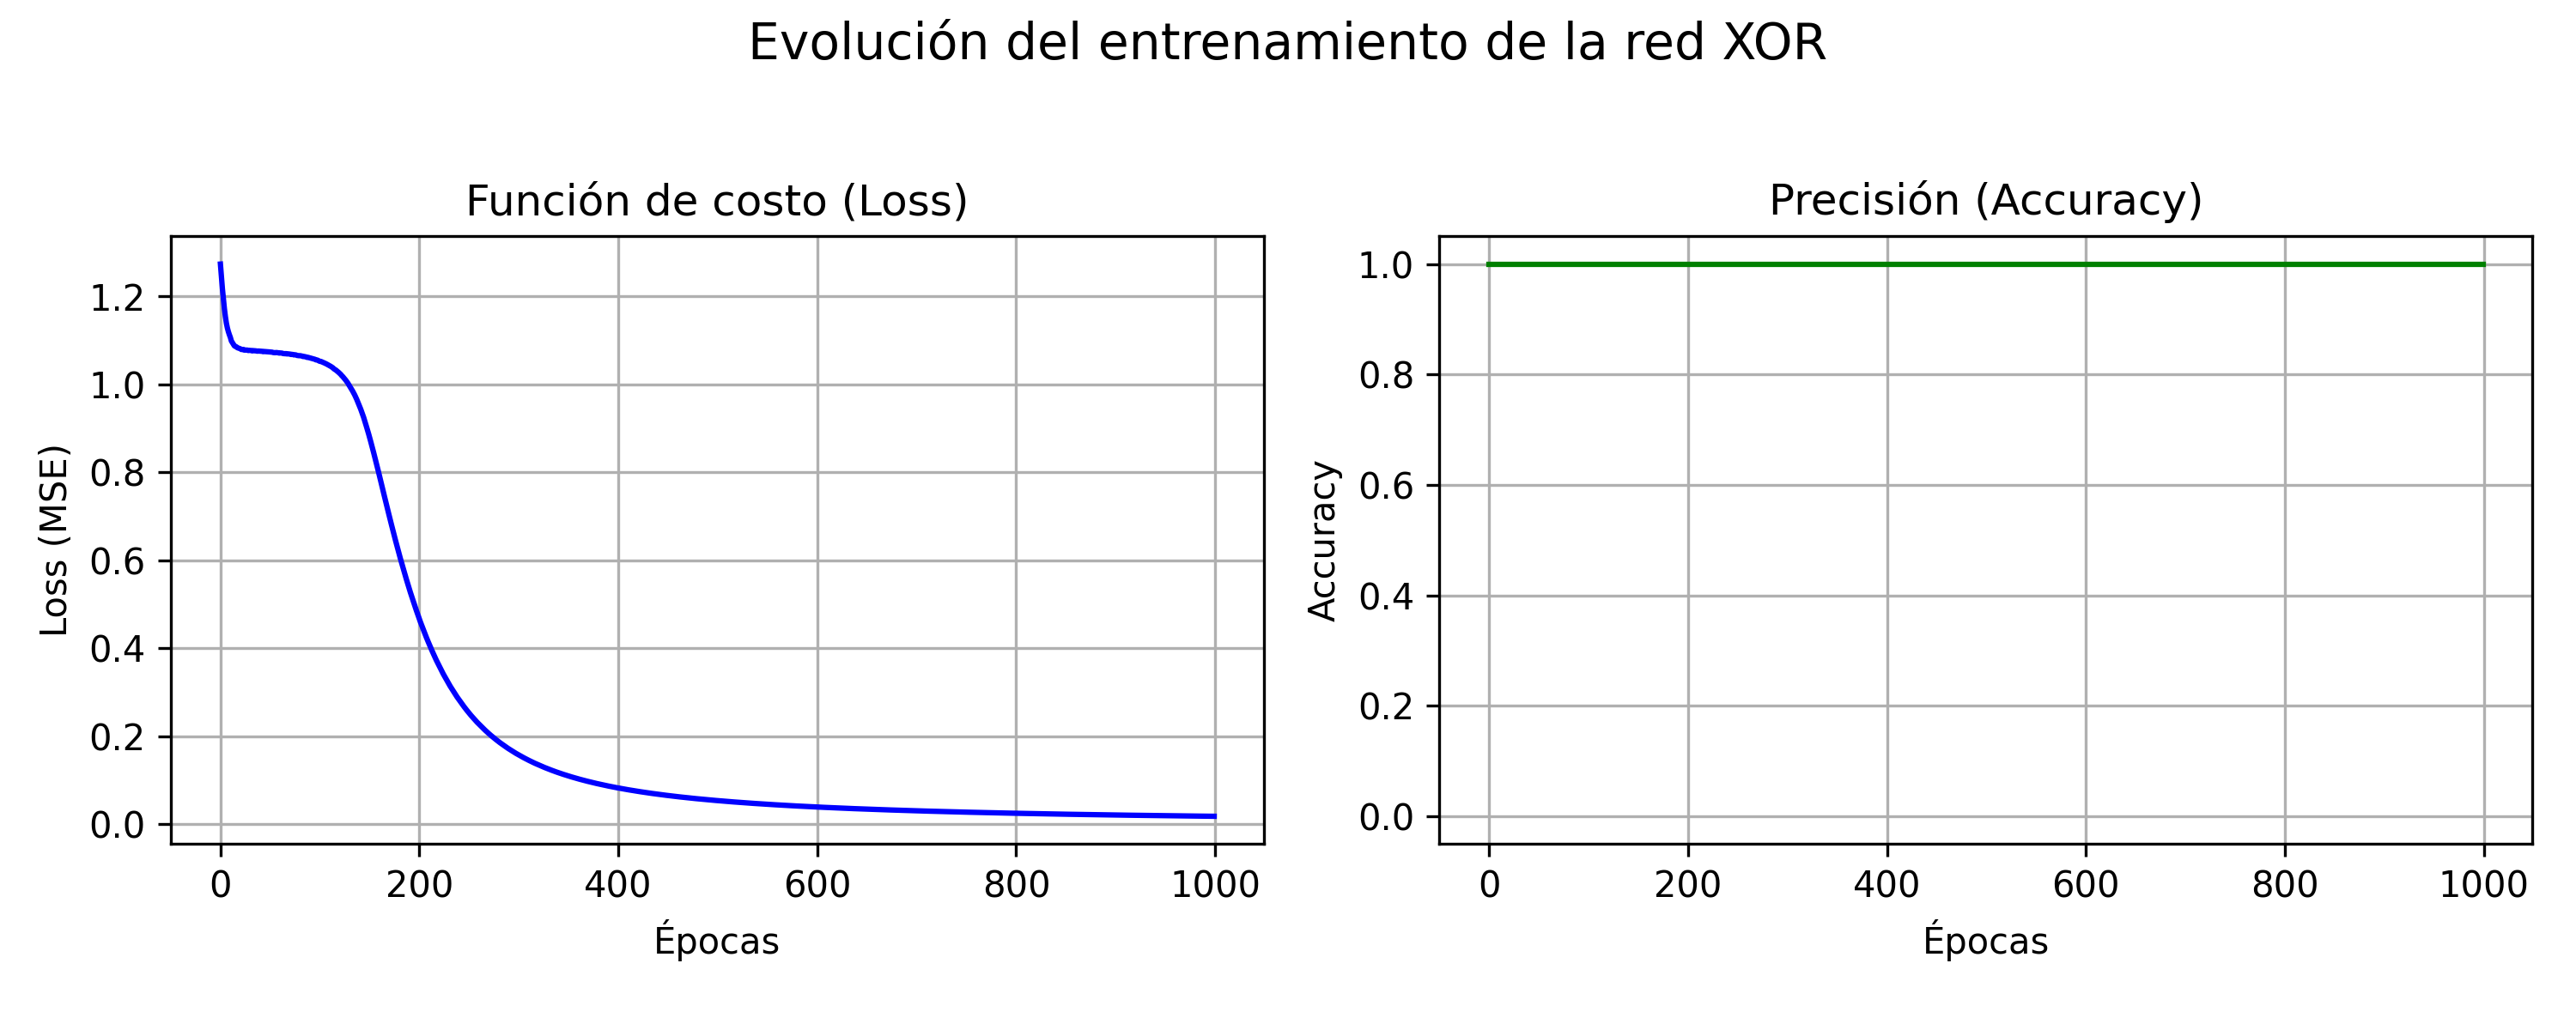 Evolución del entrenamiento de la red XOR
Función de costo (Loss)
Loss (MSE)
1.2
1.0
0.8
0.6
0.4
0.2
0.0
0 200 400 600 800 1000
Épocas
Precisión (Accuracy)
Accuracy
1.0
0.8
0.6
0.4
0.2
0.0
0 200 400 600 800 1000
Épocas